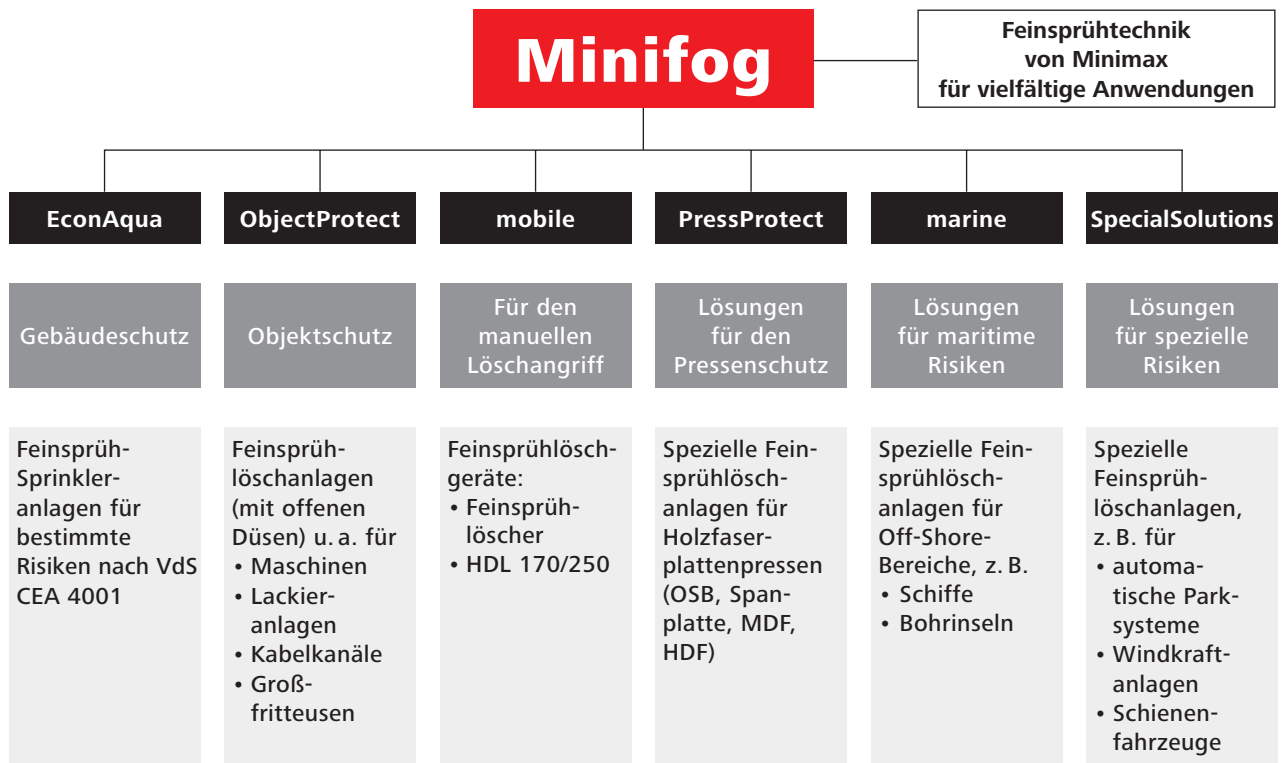 Minifog
Feinsprühtechnik
von Minimax
für vielfältige Anwendungen
EconAqua
ObjectProtect
mobile
PressProtect
marine
SpecialSolutions
Gebäudeschutz
Objektschutz
Für den
manuellen
Löschangriff
Lösungen
für den
Pressenschutz
Lösungen
für maritime
Risiken
Lösungen
für spezielle
Risiken
Feinsprüh-
Sprinkler-
anlagen für
bestimmte
Risiken nach VdS
CEA 4001
Feinsprüh-
löschanlagen
(mit offenen
Düsen) u. a. für
• Maschinen
• Lackier-
anlagen
• Kabelkanäle
• Groß-
fritteusen
Feinsprühlösch-
geräte:
• Feinsprüh-
löscher
• HDL 170/250
Spezielle Fein-
sprühlösch-
anlagen für
Holzfaser-
plattenpressen
(OSB, Span-
platte, MDF,
HDF)
Spezielle Fein-
sprühlösch-
anlagen für
Off-Shore-
Bereiche, z. B.
• Schiffe
• Bohrinseln
Spezielle
Feinsprüh-
löschanlagen,
z. B. für
• automa-
tische Park-
systeme
• Windkraft-
anlagen
• Schienen-
fahrzeuge